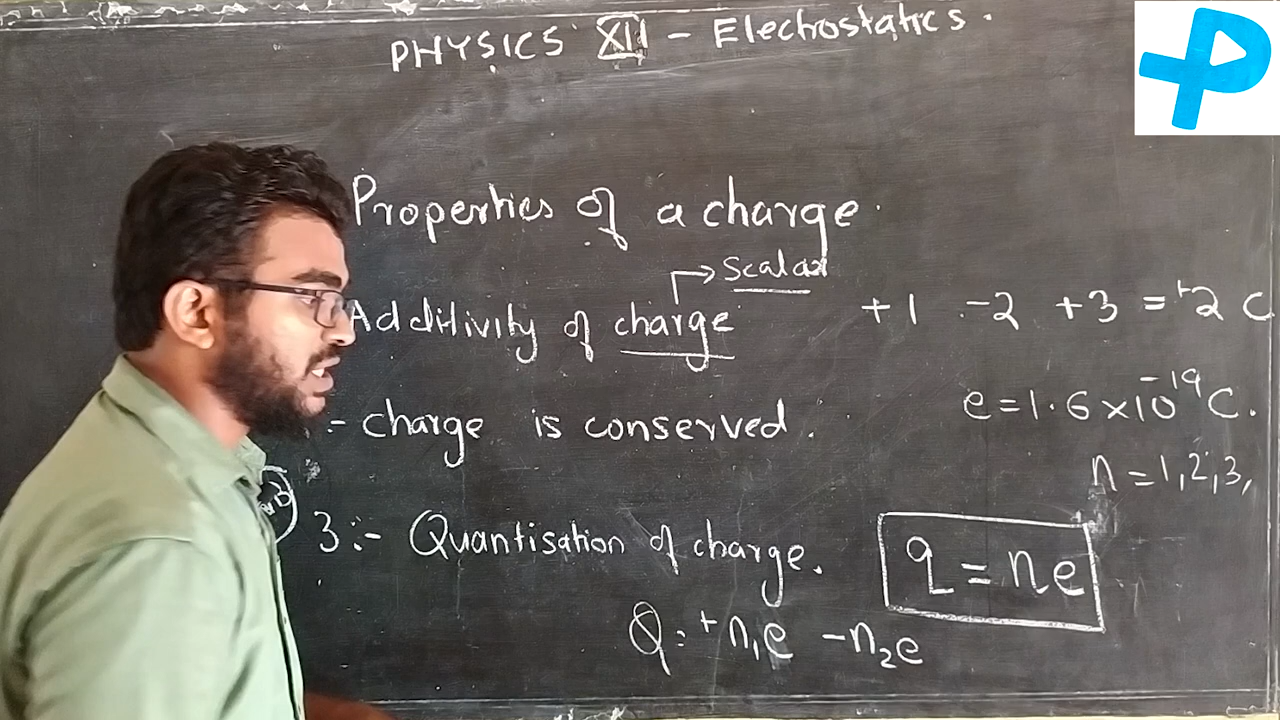 PHYSICS XII - Electrostatics.
Properties of a charge.
→ Scalar
Additivity of charge
+1 -2 +3 = +2 C
e = 1.6 × 10⁻¹⁹ C.
:- charge is conserved.
n = 1, 2, 3,
3 :- Quantisation of charge.
q = ne
Q = +n₁e - n₂e